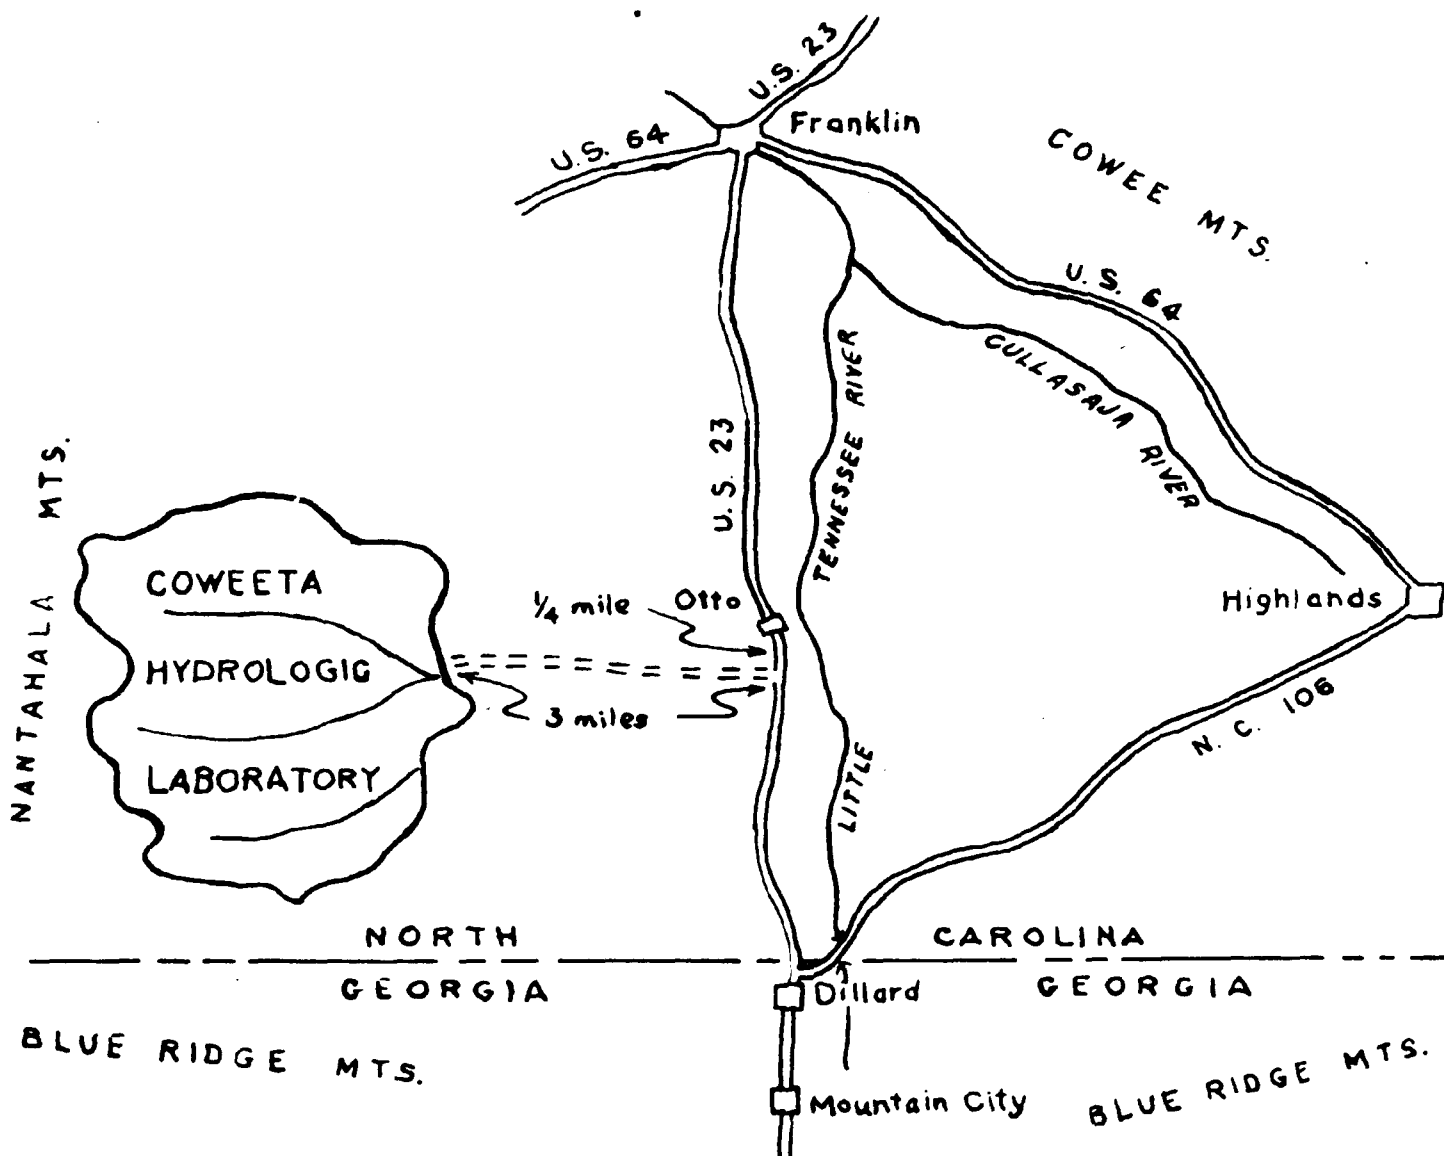 U.S. 23
Franklin
U.S. 64
COWEE MTS.
U.S. 64
CULLASAJA RIVER
LITTLE TENNESSEE RIVER
U.S. 23
NANTAHALA MTS.
COWEETA
HYDROLOGIC
LABORATORY
1/4 mile
Otto
3 miles
Highlands
N. C. 106
NORTH CAROLINA
GEORGIA
GEORGIA
Dillard
BLUE RIDGE MTS.
Mountain City
BLUE RIDGE MTS.